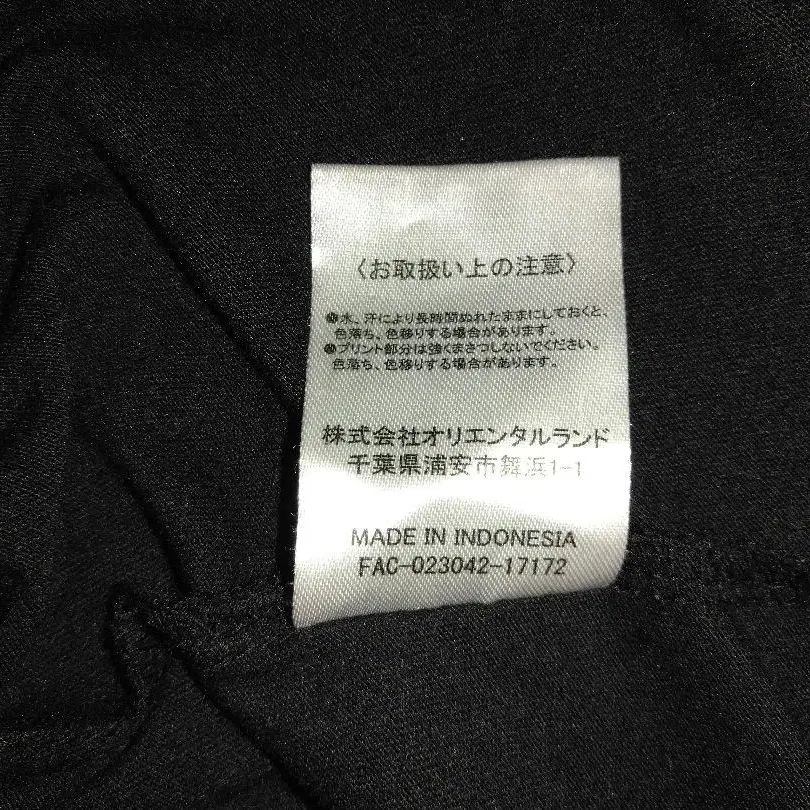 〈お取扱い上の注意〉
●水、汗により長時間ぬれたままにしておくと、
色落ち、色移りする場合があります。
●プリント部分は強くまさつしないでください。
色落ち、色移りする場合があります。
株式会社オリエンタルランド
千葉県浦安市舞浜1-1
MADE IN INDONESIA
FAC-023042-17172